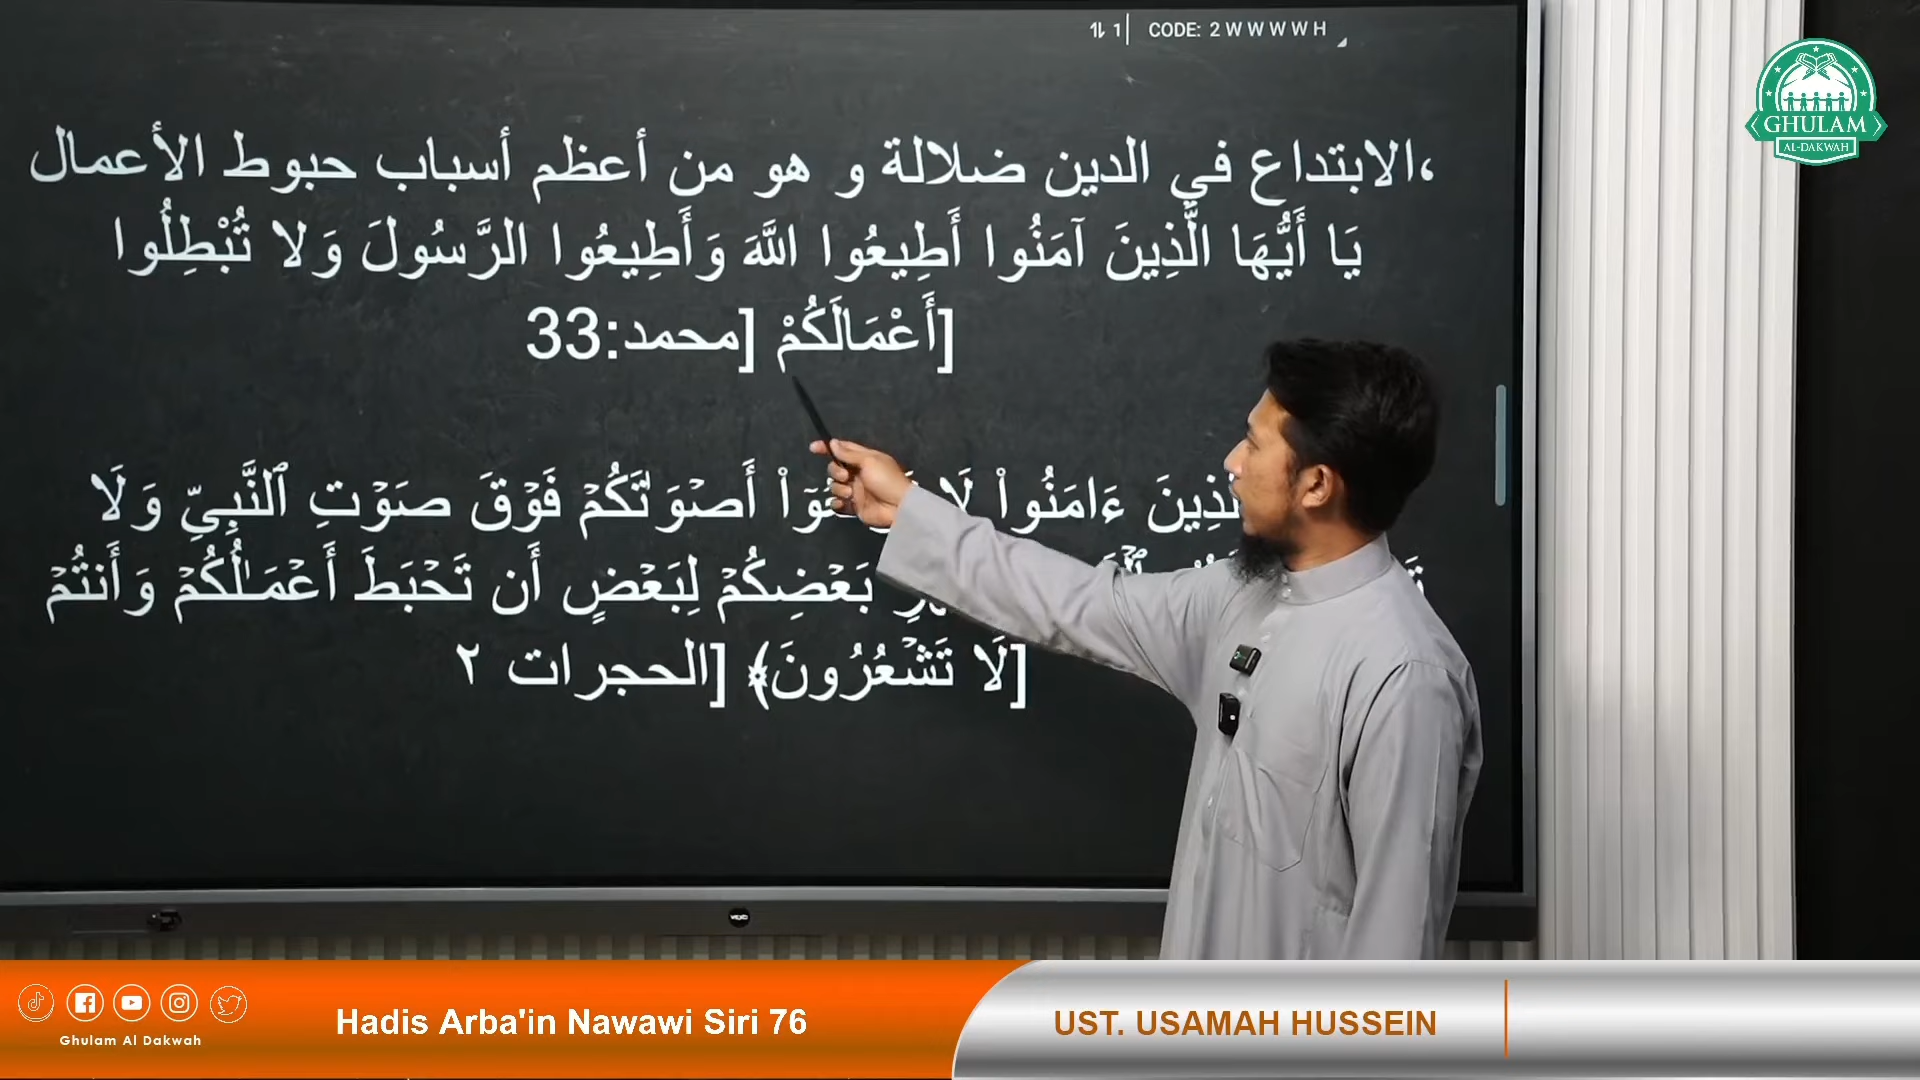 1 CODE: 2 W W W W H
GHULAM
AL-DAKWAH
،الابتداع في الدين ضلالة و هو من أعظم أسباب حبوط الأعمال
يَا أَيُّهَا الَّذِينَ آمَنُوا أَطِيعُوا اللَّهَ وَأَطِيعُوا الرَّسُولَ وَلا تُبْطِلُوا
[أَعْمَالَكُمْ [محمد:33
ءَامَنُوا۟ لَا أَصۡوَٰتَكُمۡ فَوۡقَ صَوۡتِ ٱلنَّبِيِّ وَلَا
بَعۡضِكُمۡ لِبَعۡضٍ أَن تَحۡبَطَ أَعۡمَـٰلُكُمۡ وَأَنتُمۡ
[لَا تَشۡعُرُونَ﴾ [الحجرات ٢
Ghulam Al Dakwah
Hadis Arba'in Nawawi Siri 76
UST. USAMAH HUSSEIN